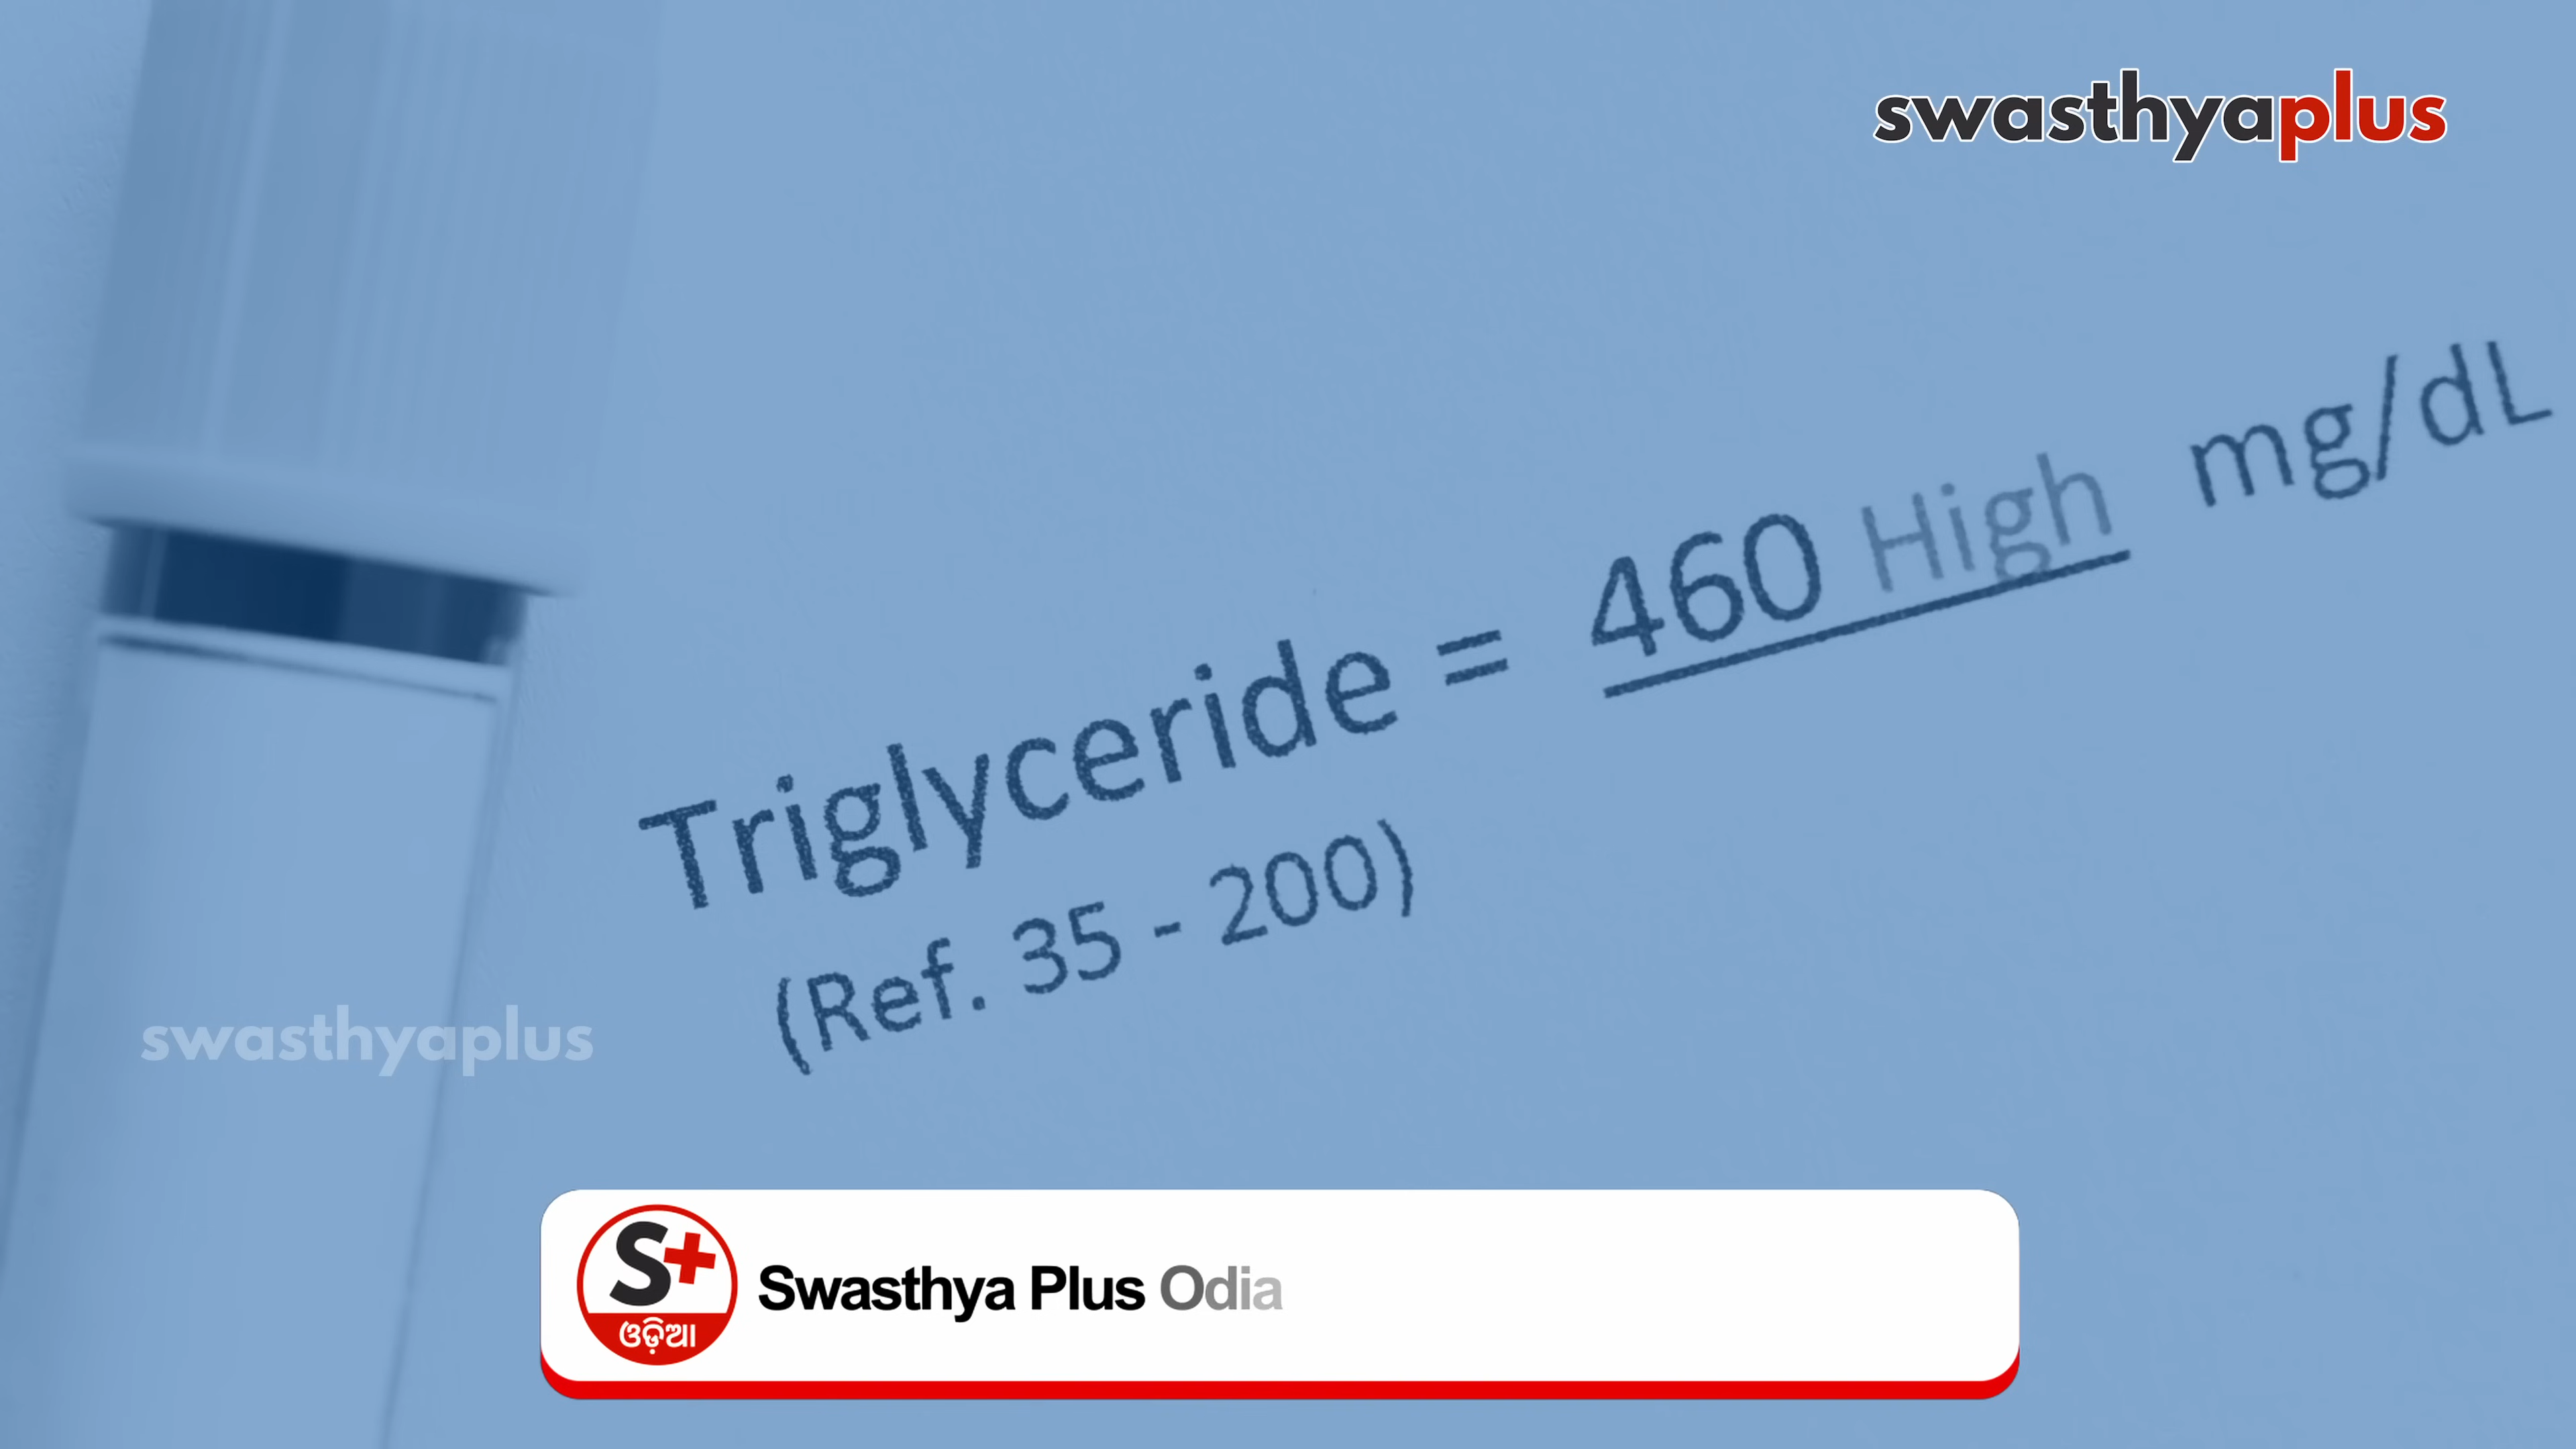 swasthyaplus
Triglyceride = 460 High mg/dL
(Ref. 35 - 200)
swasthyaplus
S+
ଓଡ଼ିଆ
Swasthya Plus Odia